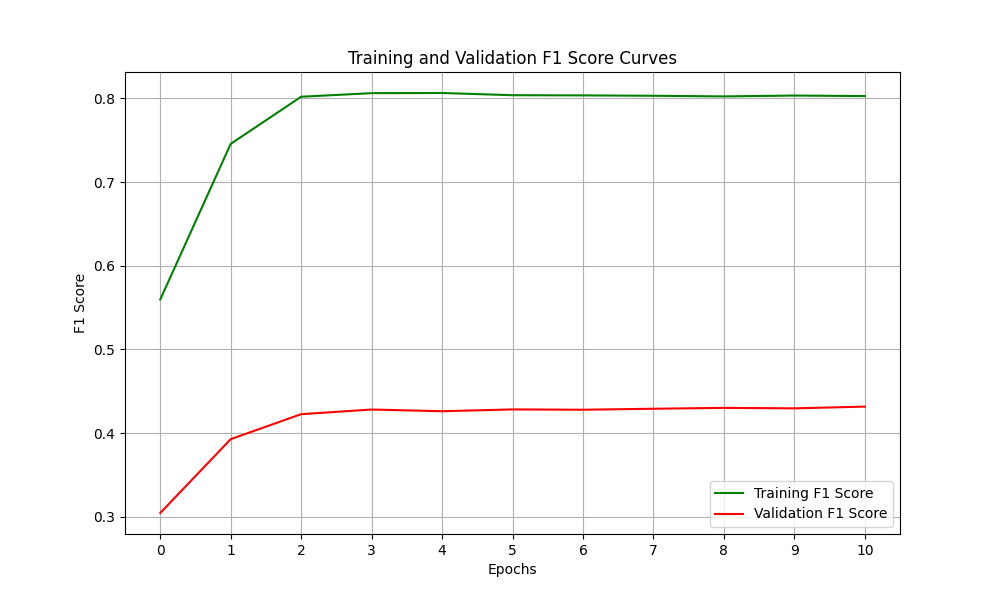 Training and Validation F1 Score Curves
F1 Score
0.8
0.7
0.6
0.5
0.4
0.3
0 1 2 3 4 5 6 7 8 9 10
Epochs
Training F1 Score
Validation F1 Score